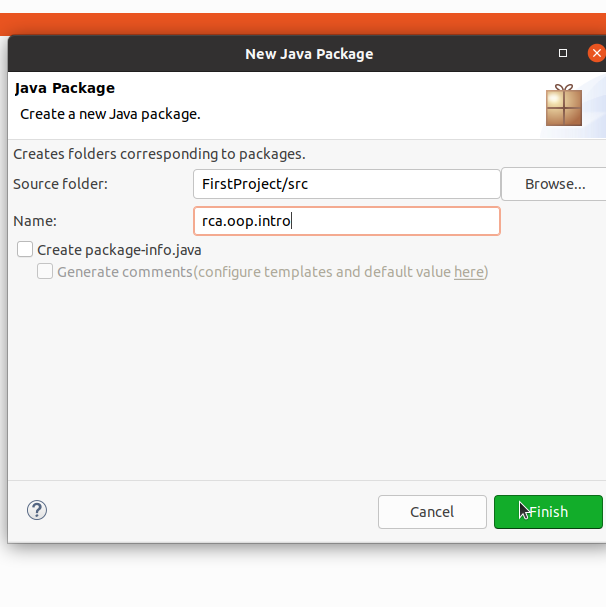 New Java Package
Java Package
Create a new Java package.
Creates folders corresponding to packages.
Source folder: FirstProject/src Browse...
Name: rca.oop.intro
Create package-info.java
Generate comments(configure templates and default value here)
? Cancel Finish